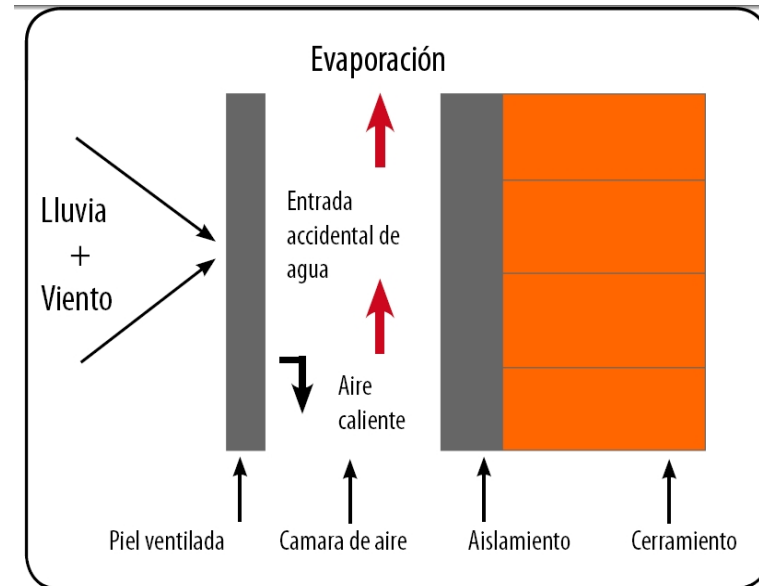 Evaporación
Lluvia
+
Viento
Entrada
accidental de
agua
Aire
caliente
Piel ventilada
Camara de aire
Aislamiento
Cerramiento